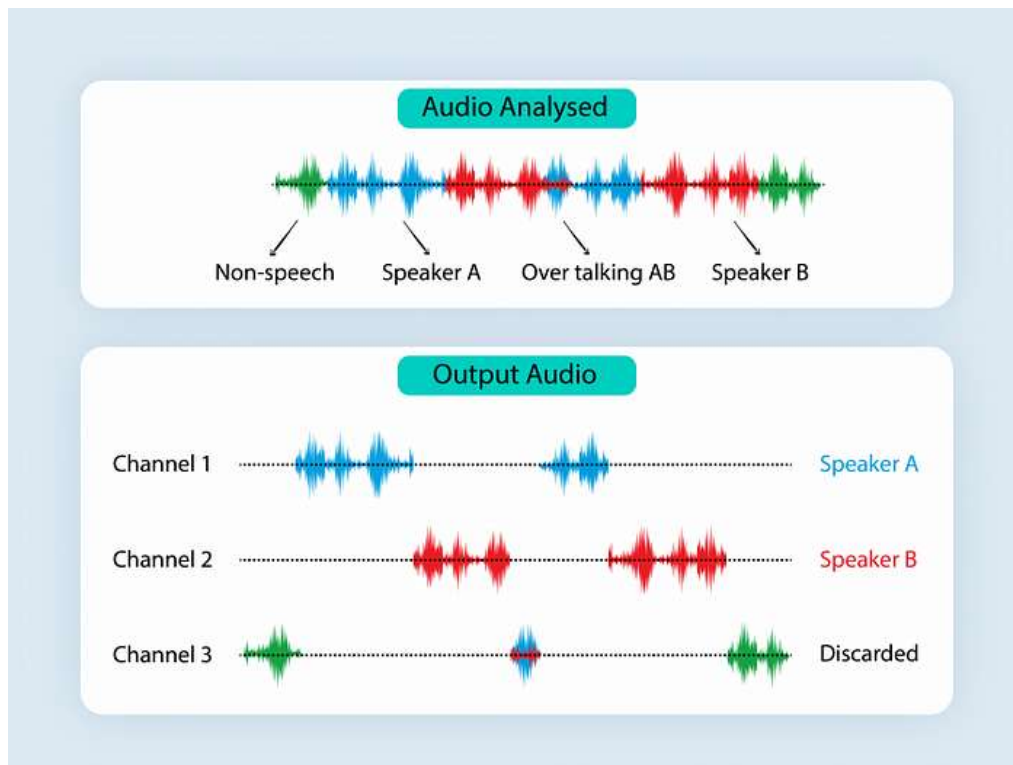 Audio Analysed
Non-speech Speaker A Over talking AB Speaker B
Output Audio
Channel 1 Speaker A
Channel 2 Speaker B
Channel 3 Discarded